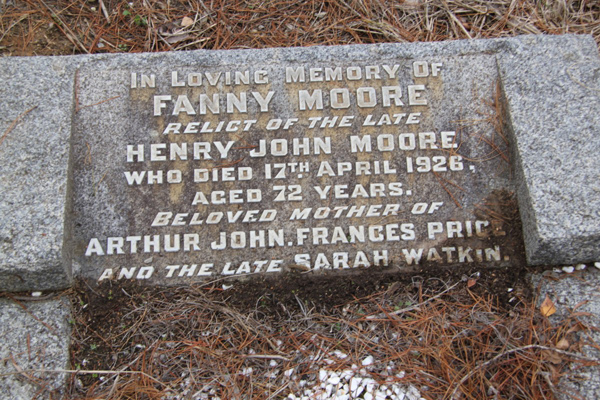 In Loving Memory Of
FANNY MOORE
RELICT OF THE LATE
HENRY JOHN MOORE
WHO DIED 17TH APRIL 1926,
AGED 72 YEARS.
BELOVED MOTHER OF
ARTHUR JOHN. FRANCES PRICE
AND THE LATE SARAH WATKIN.